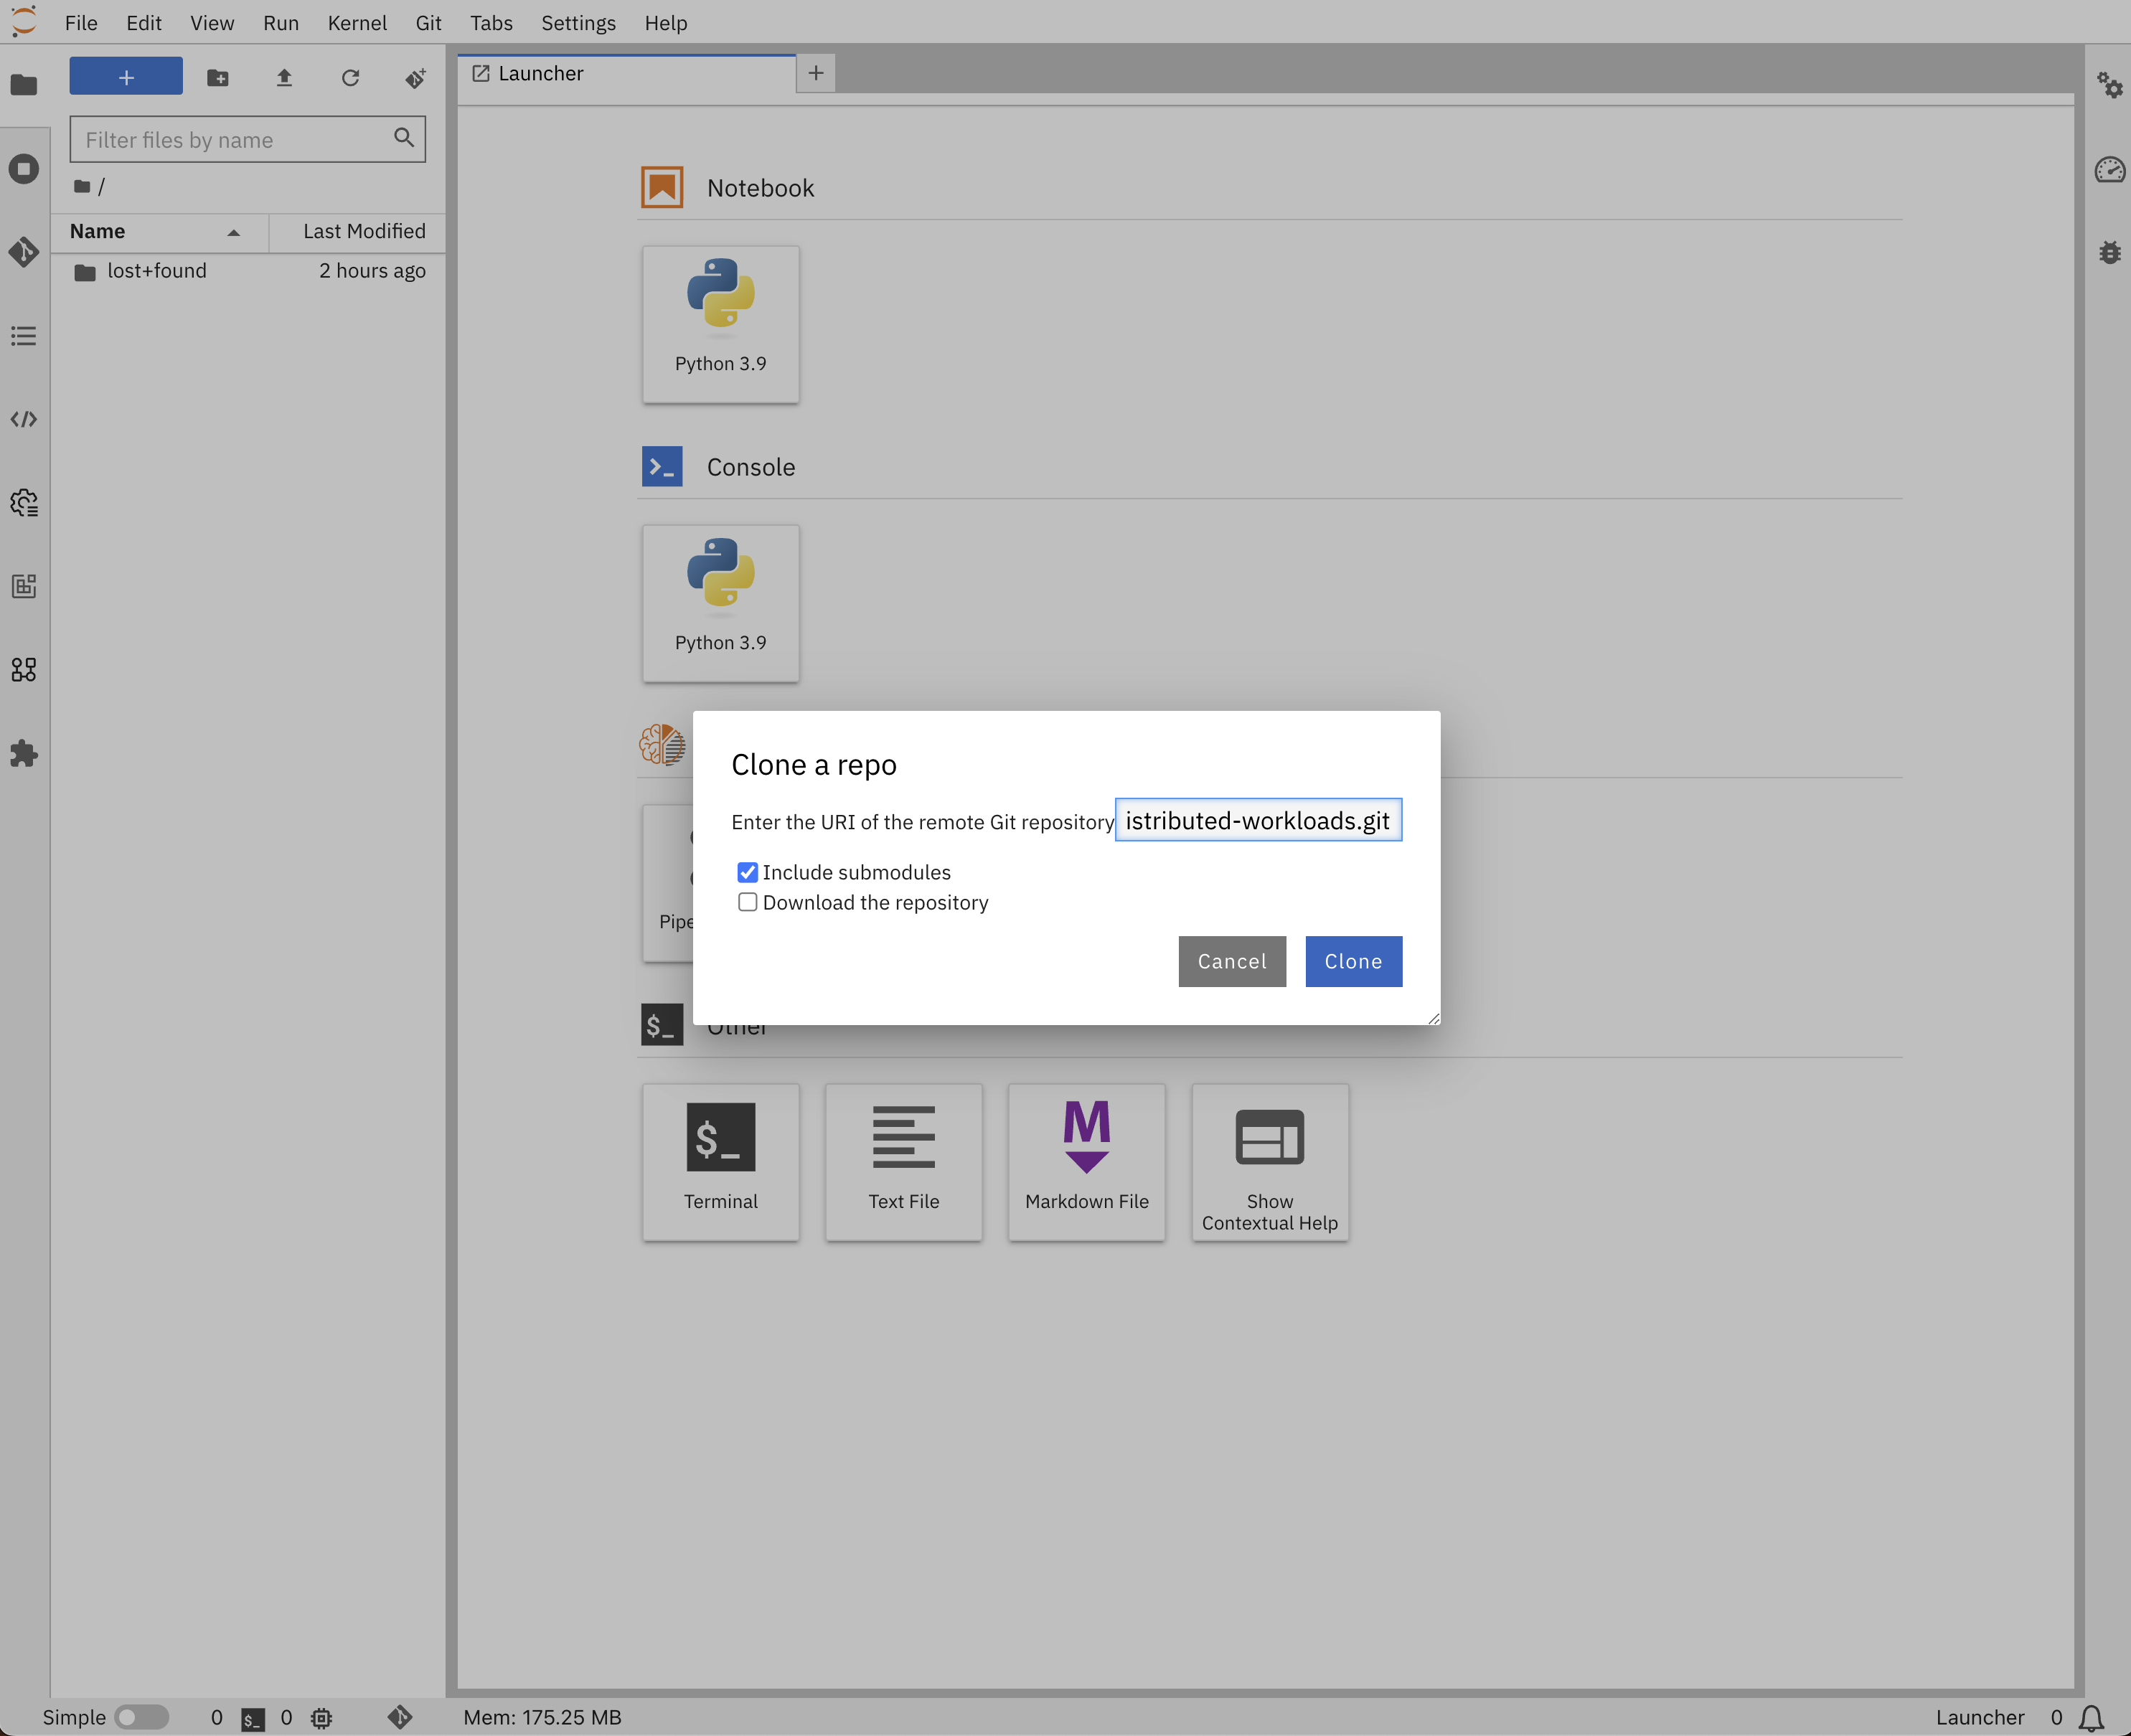 File Edit View Run Kernel Git Tabs Settings Help
+
Filter files by name
/
Name Last Modified
lost+found 2 hours ago
Launcher +
Notebook
Python 3.9
Console
>_
Python 3.9
Clone a repo
Enter the URI of the remote Git repository istributed-workloads.git
Include submodules
Download the repository
Cancel Clone
Pipe
$_ Other
$_
Terminal
Text File
M
Markdown File
Show
Contextual Help
Simple 0 $_ 0 Mem: 175.25 MB Launcher 0